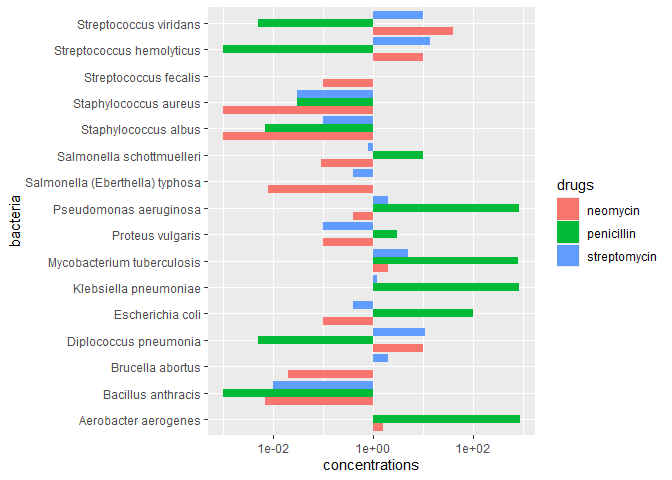 Streptococcus viridans
Streptococcus hemolyticus
Streptococcus fecalis
Staphylococcus aureus
Staphylococcus albus
Salmonella schottmuelleri
Salmonella (Eberthella) typhosa
Pseudomonas aeruginosa
Proteus vulgaris
Mycobacterium tuberculosis
Klebsiella pneumoniae
Escherichia coli
Diplococcus pneumonia
Brucella abortus
Bacillus anthracis
Aerobacter aerogenes
bacteria
1e-02 1e+00 1e+02
concentrations
drugs
neomycin
penicillin
streptomycin